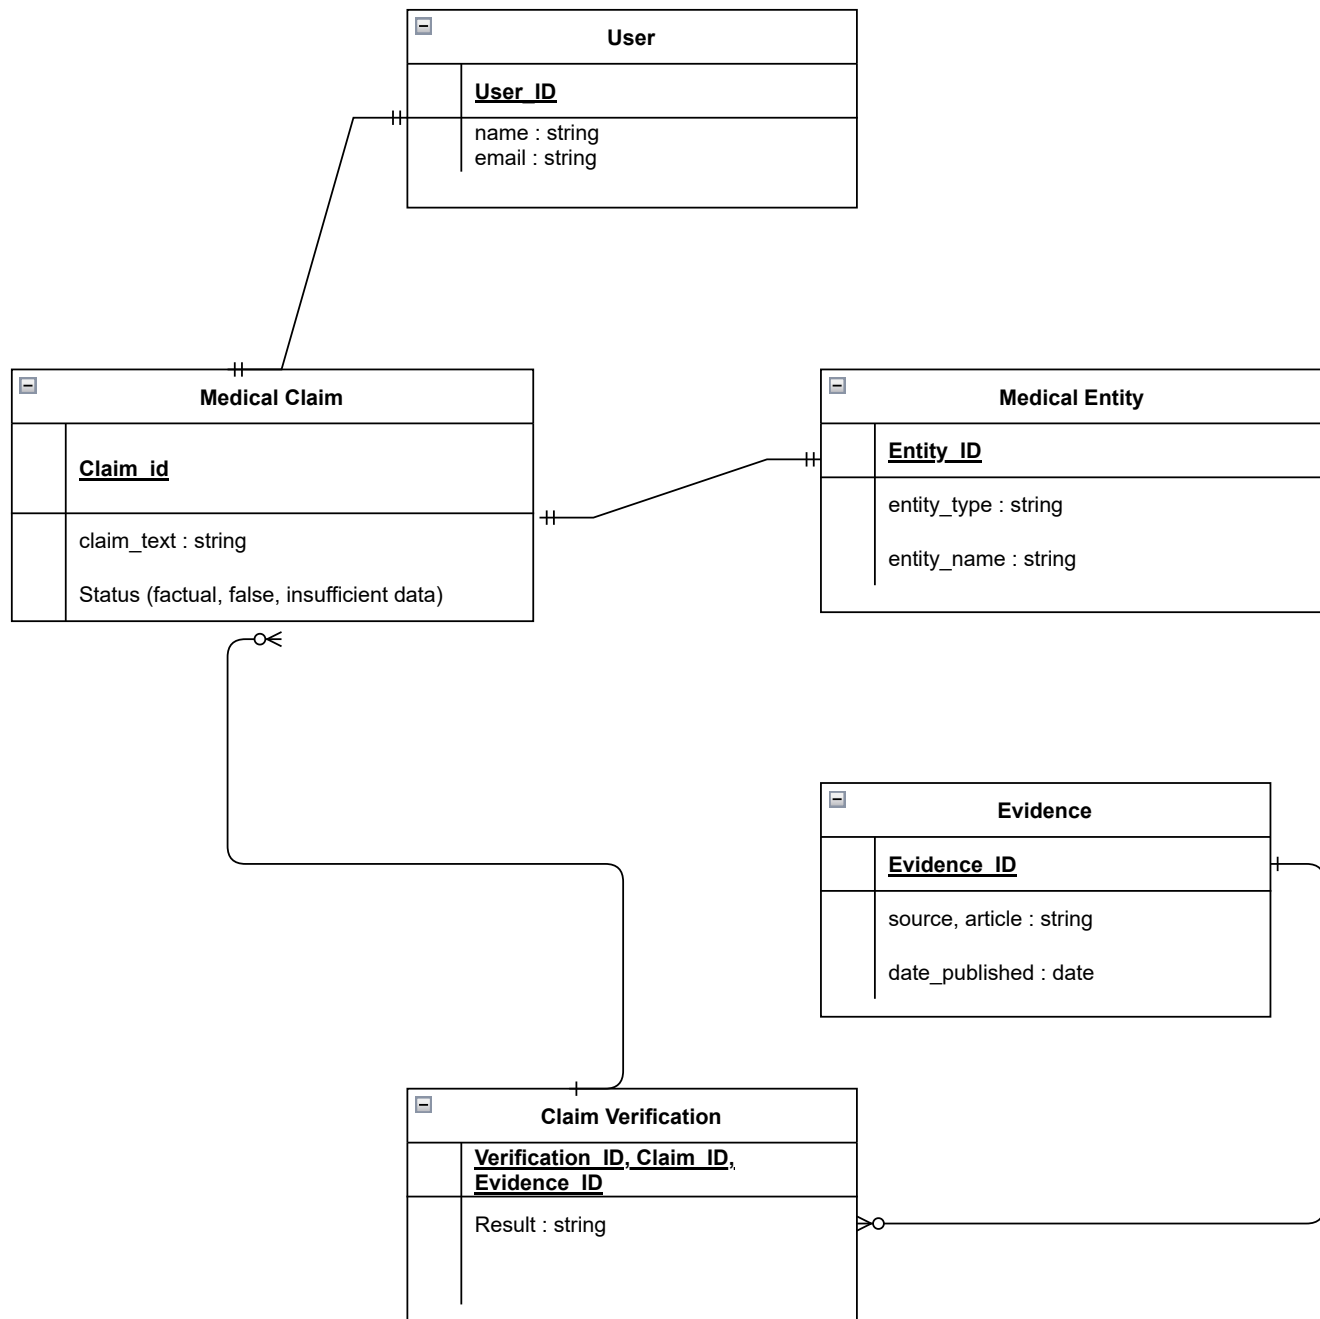 User
User_ID
name : string
email : string
Medical Claim
Claim_id
claim_text : string
Status (factual, false, insufficient data)
Medical Entity
Entity_ID
entity_type : string
entity_name : string
Evidence
Evidence_ID
source, article : string
date_published : date
Claim Verification
Verification_ID, Claim_ID,
Evidence_ID
Result : string